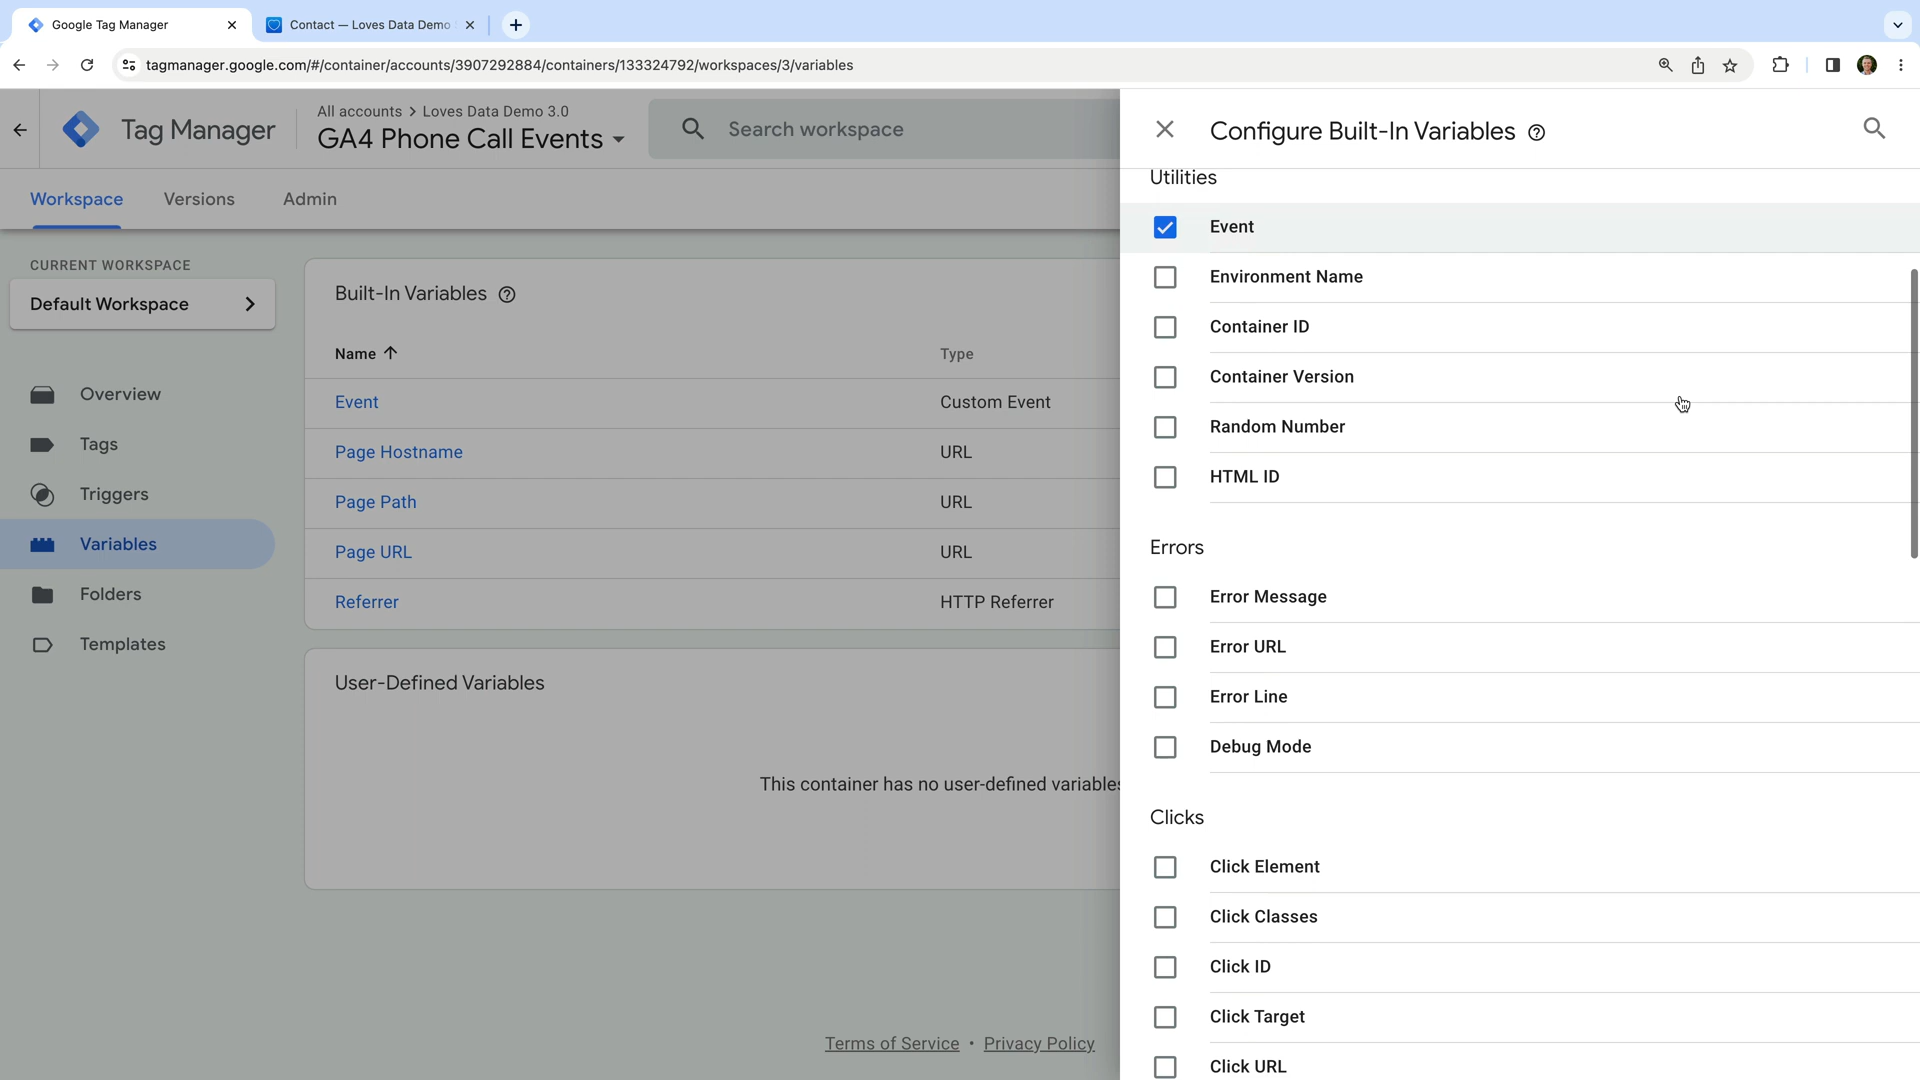 Google Tag Manager
Contact — Loves Data Demo
tagmanager.google.com/#/container/accounts/3907292884/containers/133324792/workspaces/3/variables
Tag Manager
All accounts > Loves Data Demo 3.0
GA4 Phone Call Events
Search workspace
Workspace
Versions
Admin
CURRENT WORKSPACE
Default Workspace
Overview
Tags
Triggers
Variables
Folders
Templates
Built-In Variables
Name
Type
Event
Custom Event
Page Hostname
URL
Page Path
URL
Page URL
URL
Referrer
HTTP Referrer
User-Defined Variables
This container has no user-defined variables
Terms of Service • Privacy Policy
Configure Built-In Variables
Utilities
Event
Environment Name
Container ID
Container Version
Random Number
HTML ID
Errors
Error Message
Error URL
Error Line
Debug Mode
Clicks
Click Element
Click Classes
Click ID
Click Target
Click URL